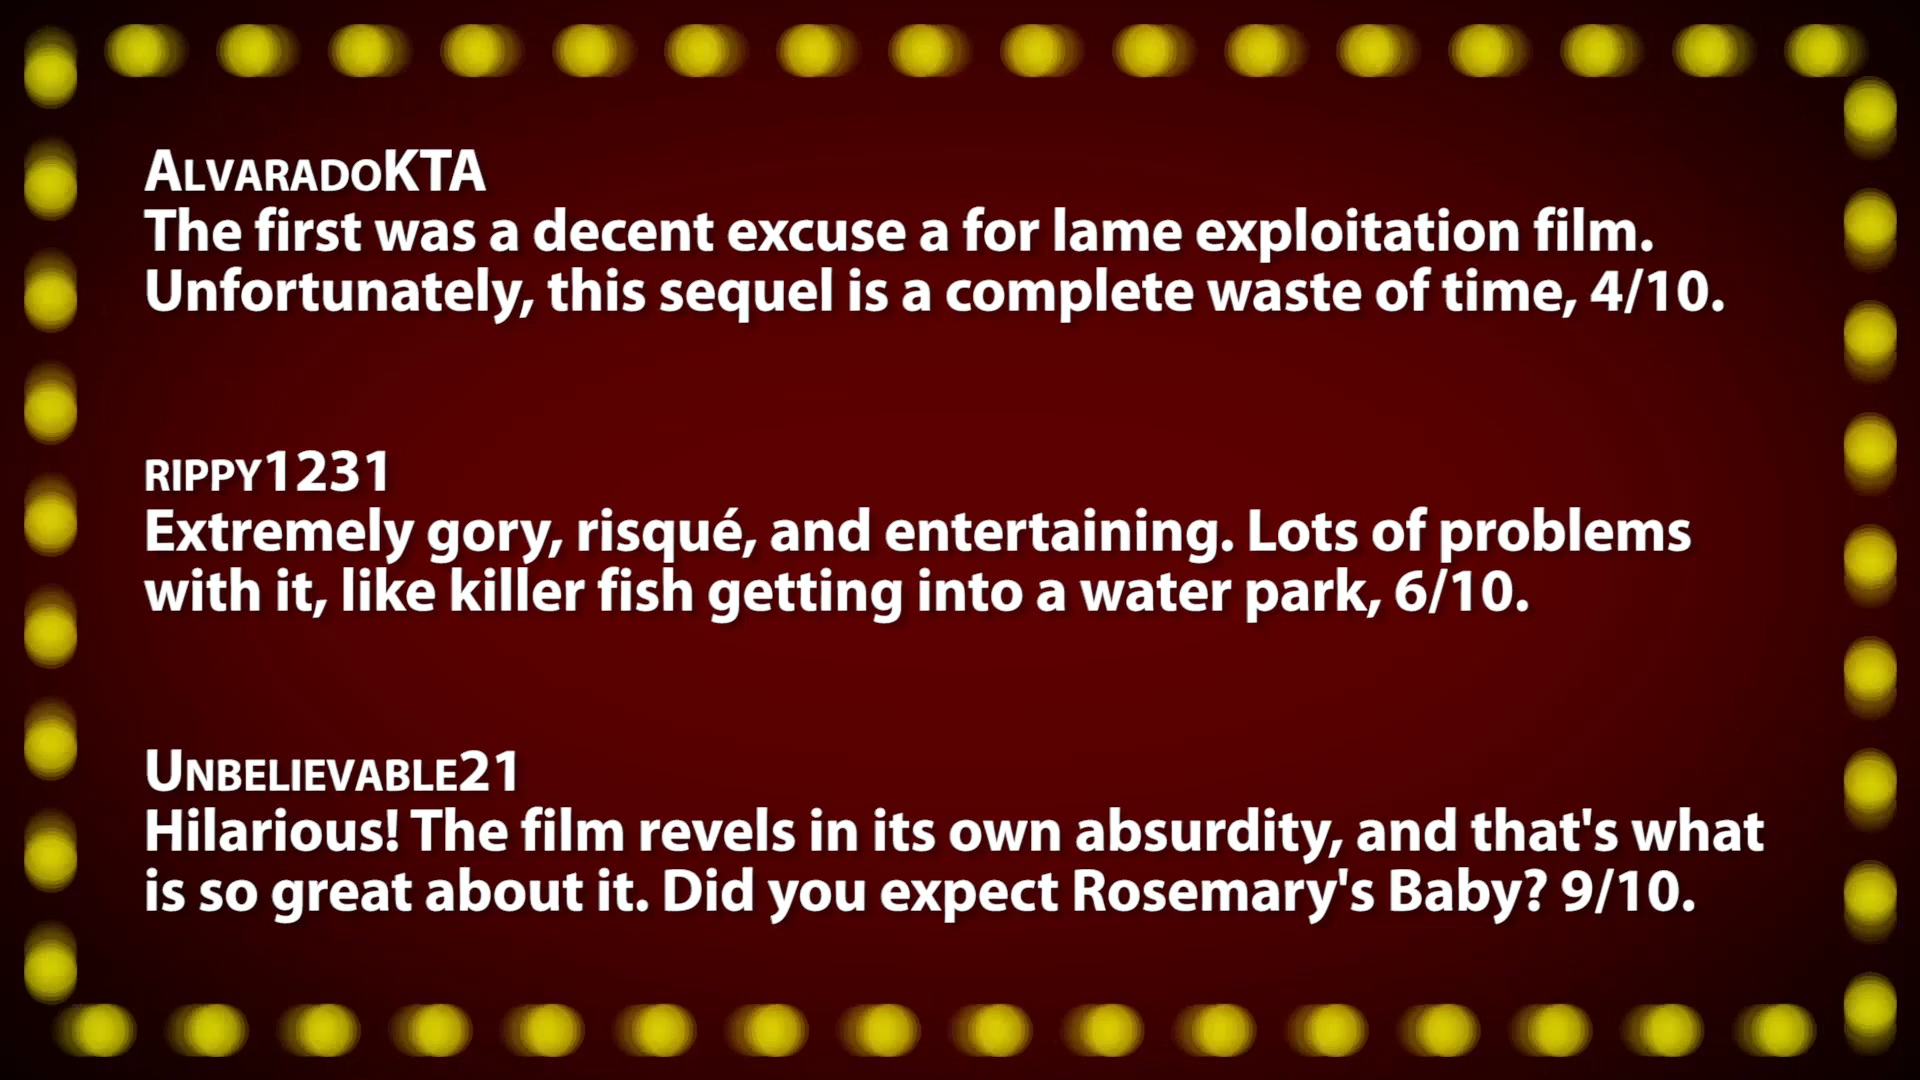 AlvaradoKTA
The first was a decent excuse a for lame exploitation film.
Unfortunately, this sequel is a complete waste of time, 4/10.
rippy1231
Extremely gory, risqué, and entertaining. Lots of problems
with it, like killer fish getting into a water park, 6/10.
Unbelievable21
Hilarious! The film revels in its own absurdity, and that's what
is so great about it. Did you expect Rosemary's Baby? 9/10.